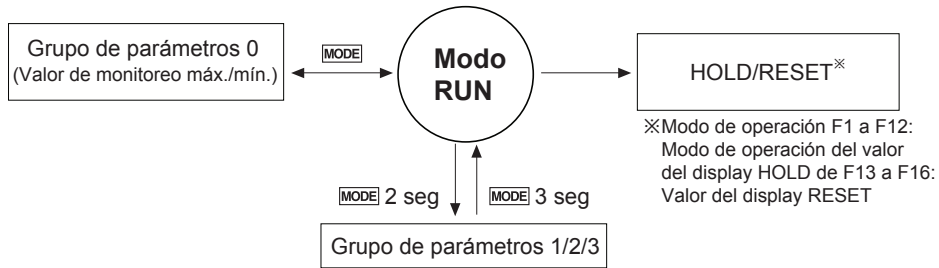 Grupo de parámetros 0
(Valor de monitoreo máx./mín.)
MODE
Modo
RUN
HOLD/RESET※
※Modo de operación F1 a F12:
Modo de operación del valor
del display HOLD de F13 a F16:
Valor del display RESET
MODE 2 seg
MODE 3 seg
Grupo de parámetros 1/2/3